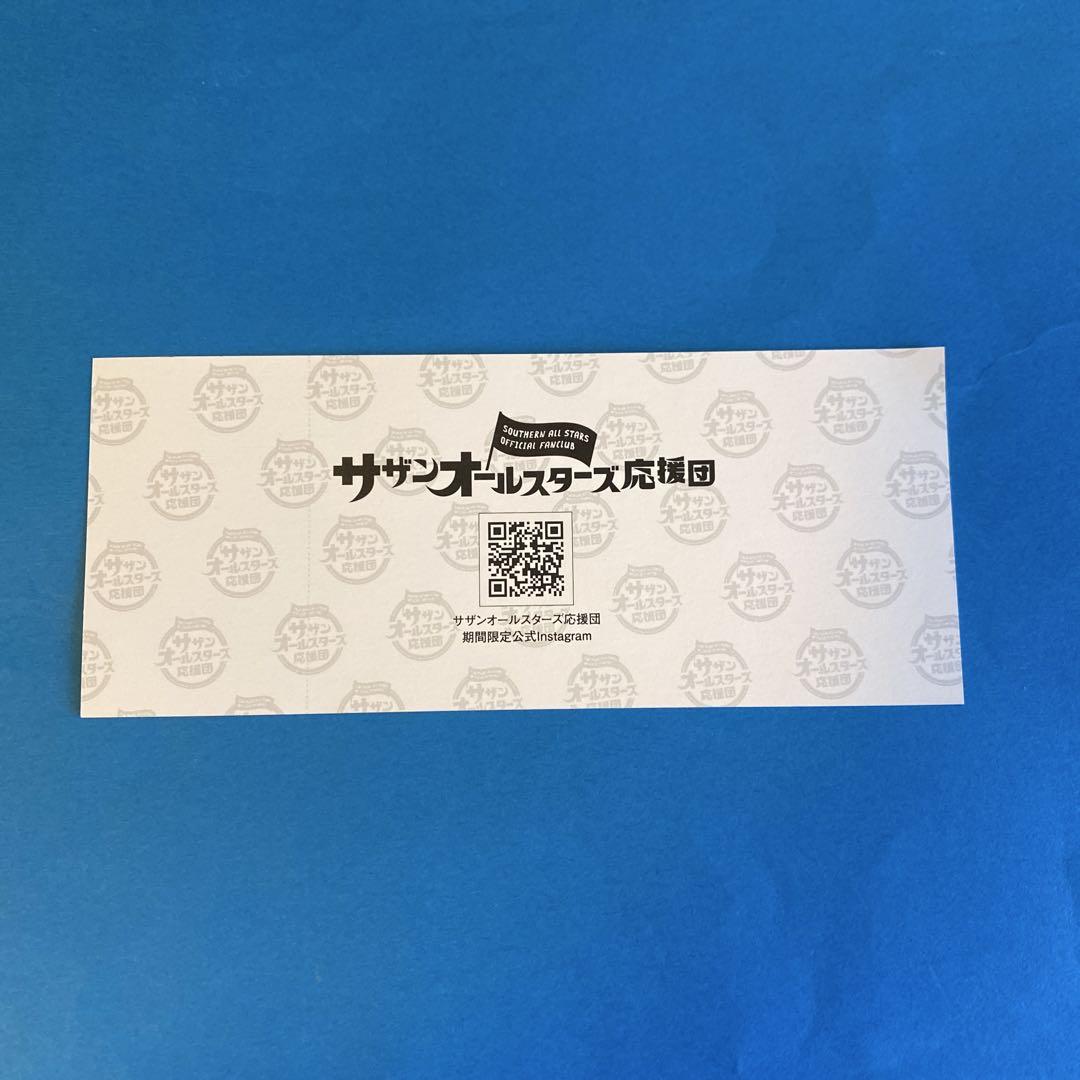 SOUTHERN ALL STARS
OFFICIAL FANCLUB
サザンオールスターズ応援団
サザンオールスターズ応援団
期間限定公式Instagram